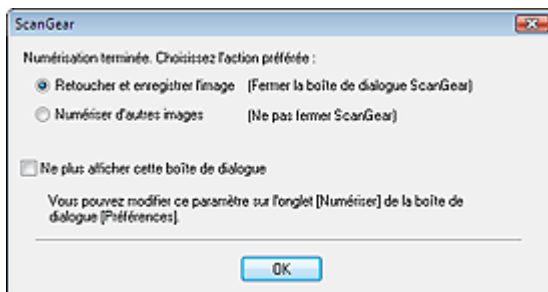 ScanGear
Numérisation terminée. Choisissez l'action préférée :
Retoucher et enregistrer l'image (Fermer la boîte de dialogue ScanGear)
Numériser d'autres images (Ne pas fermer ScanGear)
Ne plus afficher cette boîte de dialogue
Vous pouvez modifier ce paramètre sur l'onglet [Numériser] de la boîte de
dialogue [Préférences].
OK